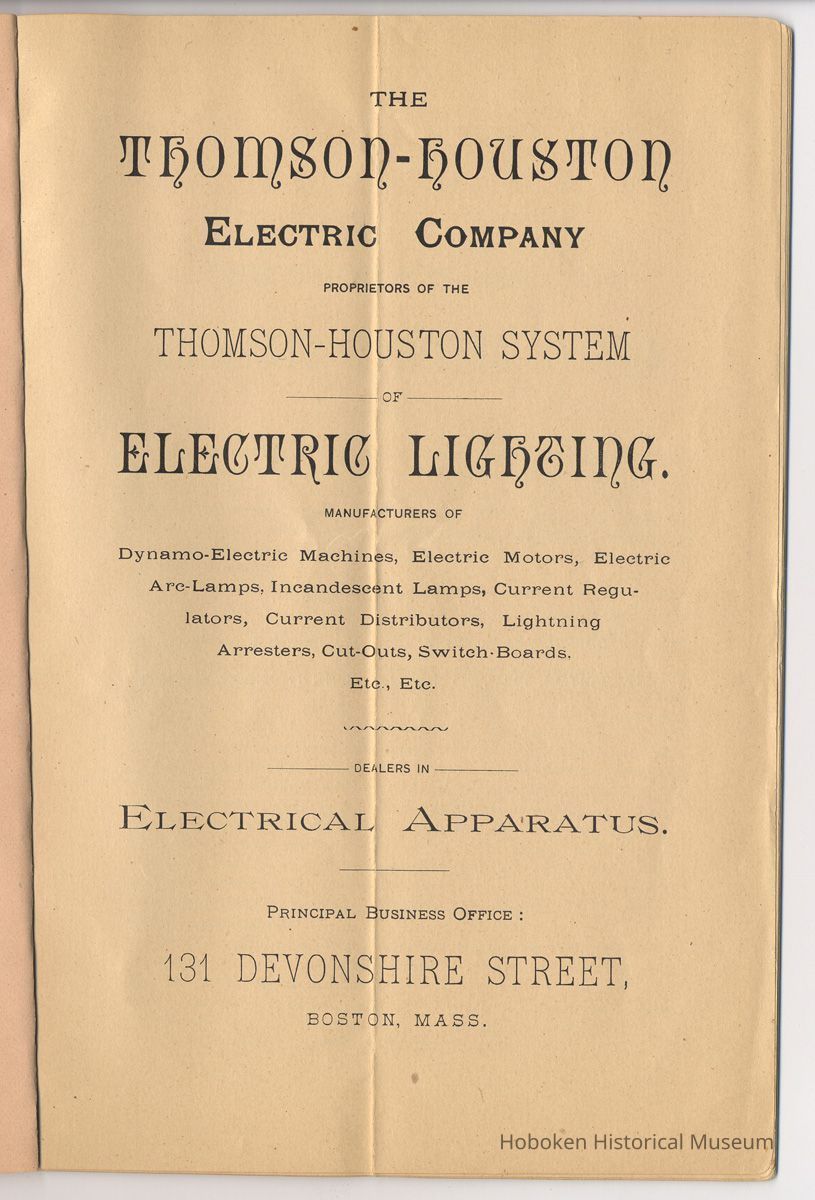 THE
THOMSON-HOUSTON
ELECTRIC COMPANY
PROPRIETORS OF THE
THOMSON-HOUSTON SYSTEM
OF
ELECTRIC LIGHTING.
MANUFACTURERS OF
Dynamo-Electric Machines, Electric Motors, Electric
Arc-Lamps, Incandescent Lamps, Current Regu-
lators, Current Distributors, Lightning
Arresters, Cut-Outs, Switch-Boards,
Etc., Etc.
DEALERS IN
ELECTRICAL APPARATUS.
PRINCIPAL BUSINESS OFFICE:
131 DEVONSHIRE STREET,
BOSTON, MASS.
Hoboken Historical Museum